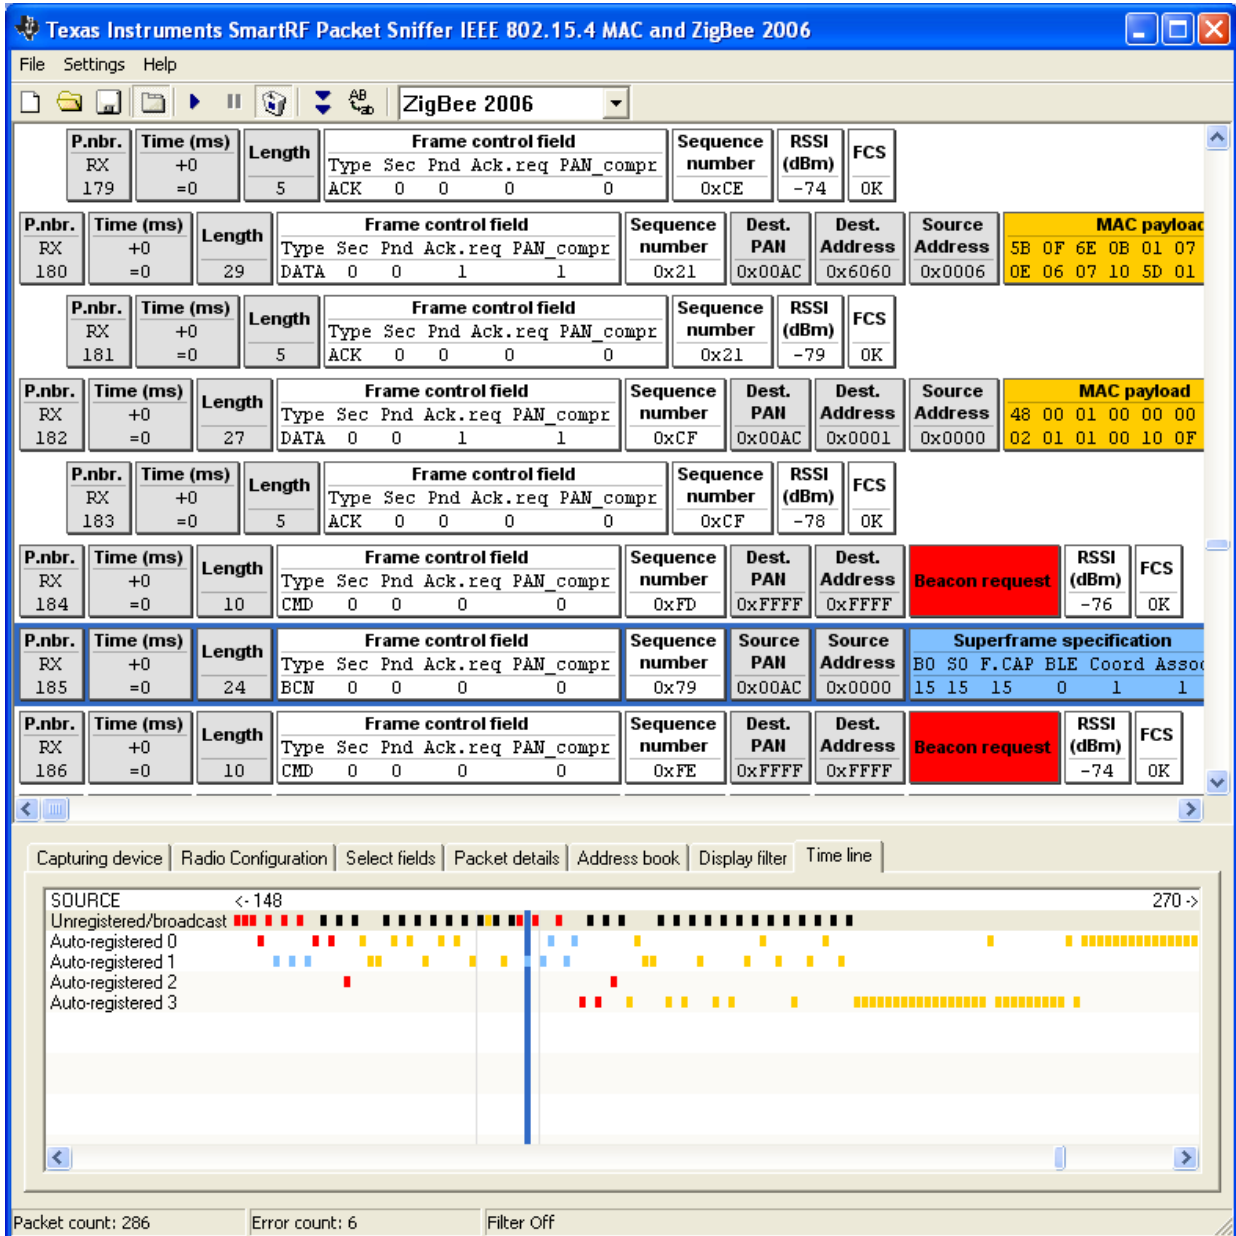 Texas Instruments SmartRF Packet Sniffer IEEE 802.15.4 MAC and ZigBee 2006
File Settings Help
ZigBee 2006
P.nbr. Time (ms) Length Frame control field Sequence number RSSI (dBm) FCS
RX +0 Type Sec Pnd Ack.req PAN_compr
179 =0 5 ACK 0 0 0 0 0xCE -74 OK
P.nbr. Time (ms) Length Frame control field Sequence number Dest. PAN Dest. Address Source Address MAC payload
RX +0 Type Sec Pnd Ack.req PAN_compr 5B 0F 6E 0B 01 07
180 =0 29 DATA 0 0 1 1 0x21 0x00AC 0x6060 0x0006 0E 06 07 10 5D 01
P.nbr. Time (ms) Length Frame control field Sequence number RSSI (dBm) FCS
RX +0 Type Sec Pnd Ack.req PAN_compr
181 =0 5 ACK 0 0 0 0 0x21 -79 OK
P.nbr. Time (ms) Length Frame control field Sequence number Dest. PAN Dest. Address Source Address MAC payload
RX +0 Type Sec Pnd Ack.req PAN_compr 48 00 01 00 00 00
182 =0 27 DATA 0 0 1 1 0xCF 0x00AC 0x0001 0x0000 02 01 01 00 10 0F
P.nbr. Time (ms) Length Frame control field Sequence number RSSI (dBm) FCS
RX +0 Type Sec Pnd Ack.req PAN_compr
183 =0 5 ACK 0 0 0 0 0xCF -78 OK
P.nbr. Time (ms) Length Frame control field Sequence number Dest. PAN Dest. Address Beacon request RSSI (dBm) FCS
RX +0 Type Sec Pnd Ack.req PAN_compr
184 =0 10 CMD 0 0 0 0 0xFD 0xFFFF 0xFFFF -76 OK
P.nbr. Time (ms) Length Frame control field Sequence number Source PAN Source Address Superframe specification
RX +0 Type Sec Pnd Ack.req PAN_compr BO SO F.CAP BLE Coord Assoc
185 =0 24 BCN 0 0 0 0 0x79 0x00AC 0x0000 15 15 15 0 1 1
P.nbr. Time (ms) Length Frame control field Sequence number Dest. PAN Dest. Address Beacon request RSSI (dBm) FCS
RX +0 Type Sec Pnd Ack.req PAN_compr
186 =0 10 CMD 0 0 0 0 0xFE 0xFFFF 0xFFFF -74 OK
Capturing device Radio Configuration Select fields Packet details Address book Display filter Time line
SOURCE <- 148 270 ->
Unregistered/broadcast
Auto-registered 0
Auto-registered 1
Auto-registered 2
Auto-registered 3
Packet count: 286 Error count: 6 Filter Off